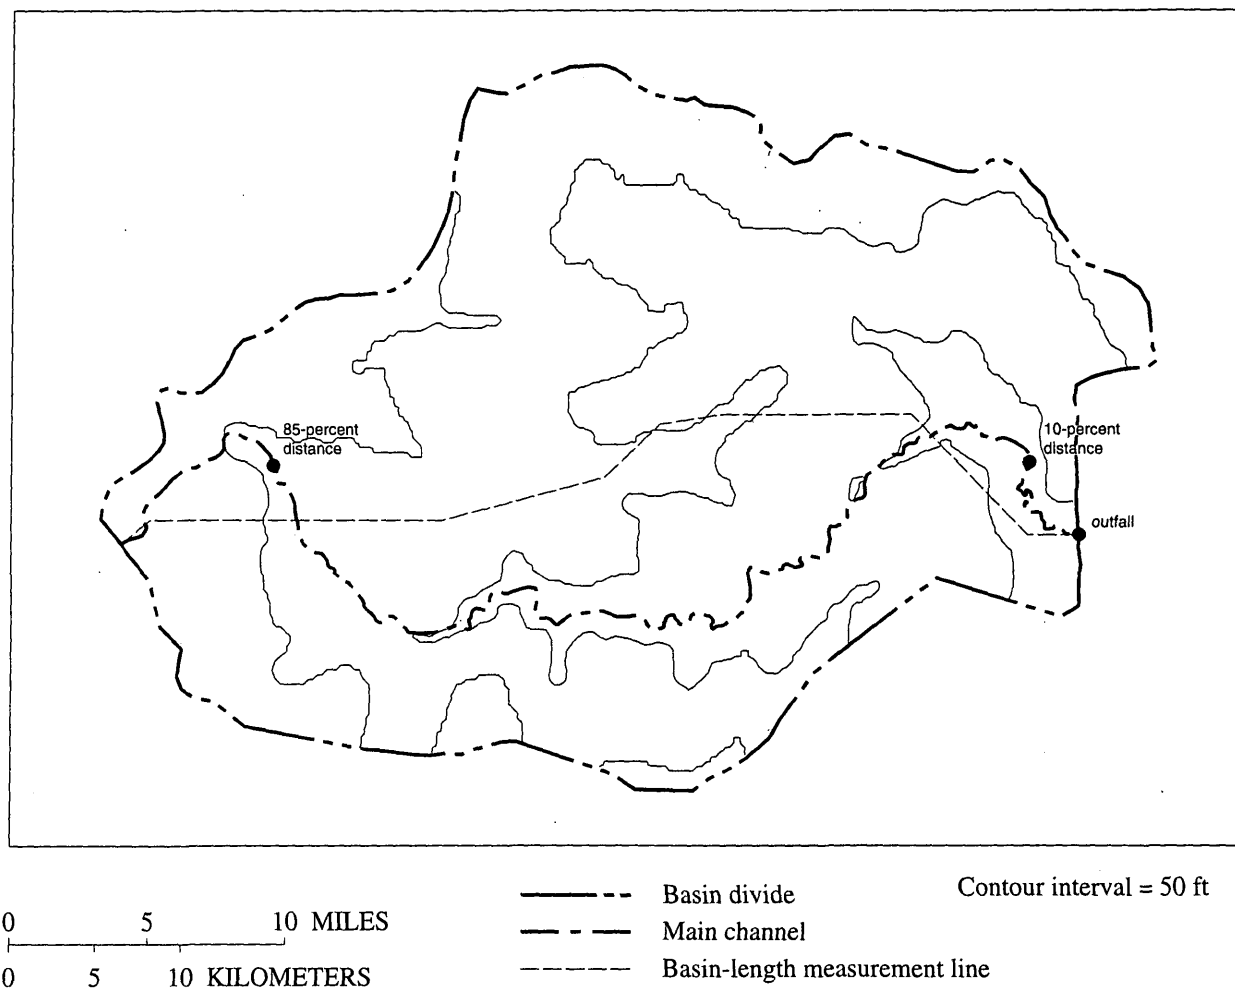 85-percent
distance
10-percent
distance
outfall
0 5 10 MILES
0 5 10 KILOMETERS
Basin divide
Main channel
Basin-length measurement line
Contour interval = 50 ft